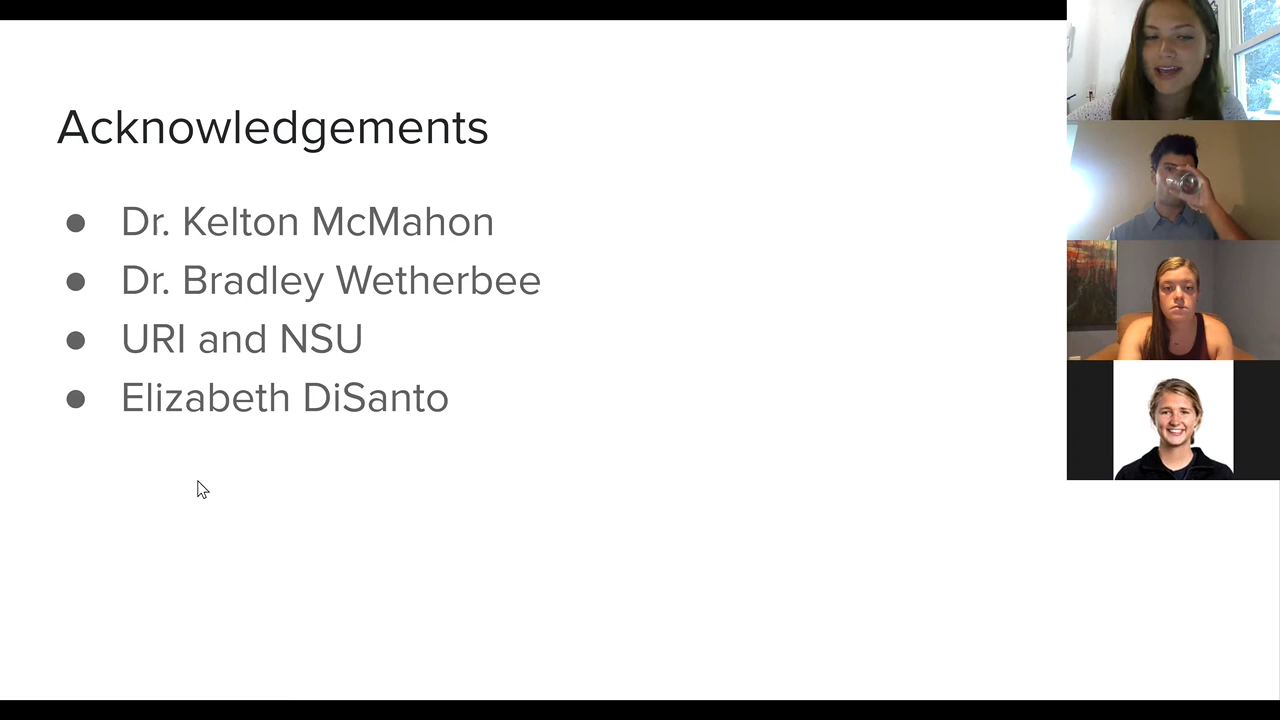 Acknowledgements
● Dr. Kelton McMahon
● Dr. Bradley Wetherbee
● URI and NSU
● Elizabeth DiSanto